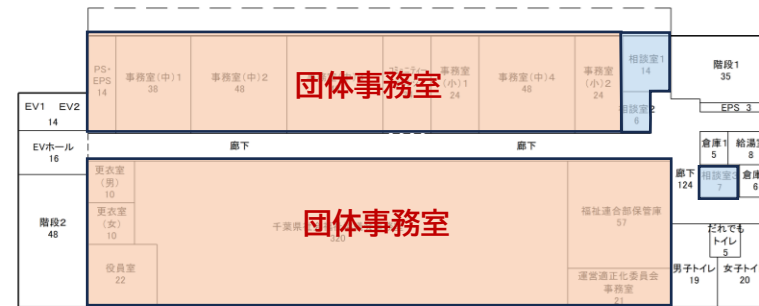 PS・
EPS
14
事務室(中)1
38
事務室(中)2
48
団体事務室
事務室
(小)1
24
事務室(中)4
48
事務室
(小)2
24
相談室1
14
相談室2
6
階段1
35
EPS 3
EV1 EV2
14
EVホール
16
廊下
廊下
倉庫1
5
給湯
8
更衣室
(男)
10
更衣室
(女)
10
役員室
22
階段2
48
千葉県
320
団体事務室
福祉連合部保管庫
57
運営適正化委員会
事務室
21
廊下
124
相談室3
7
倉庫
6
だれでも
トイレ
5
男子トイレ
19
女子トイ
20